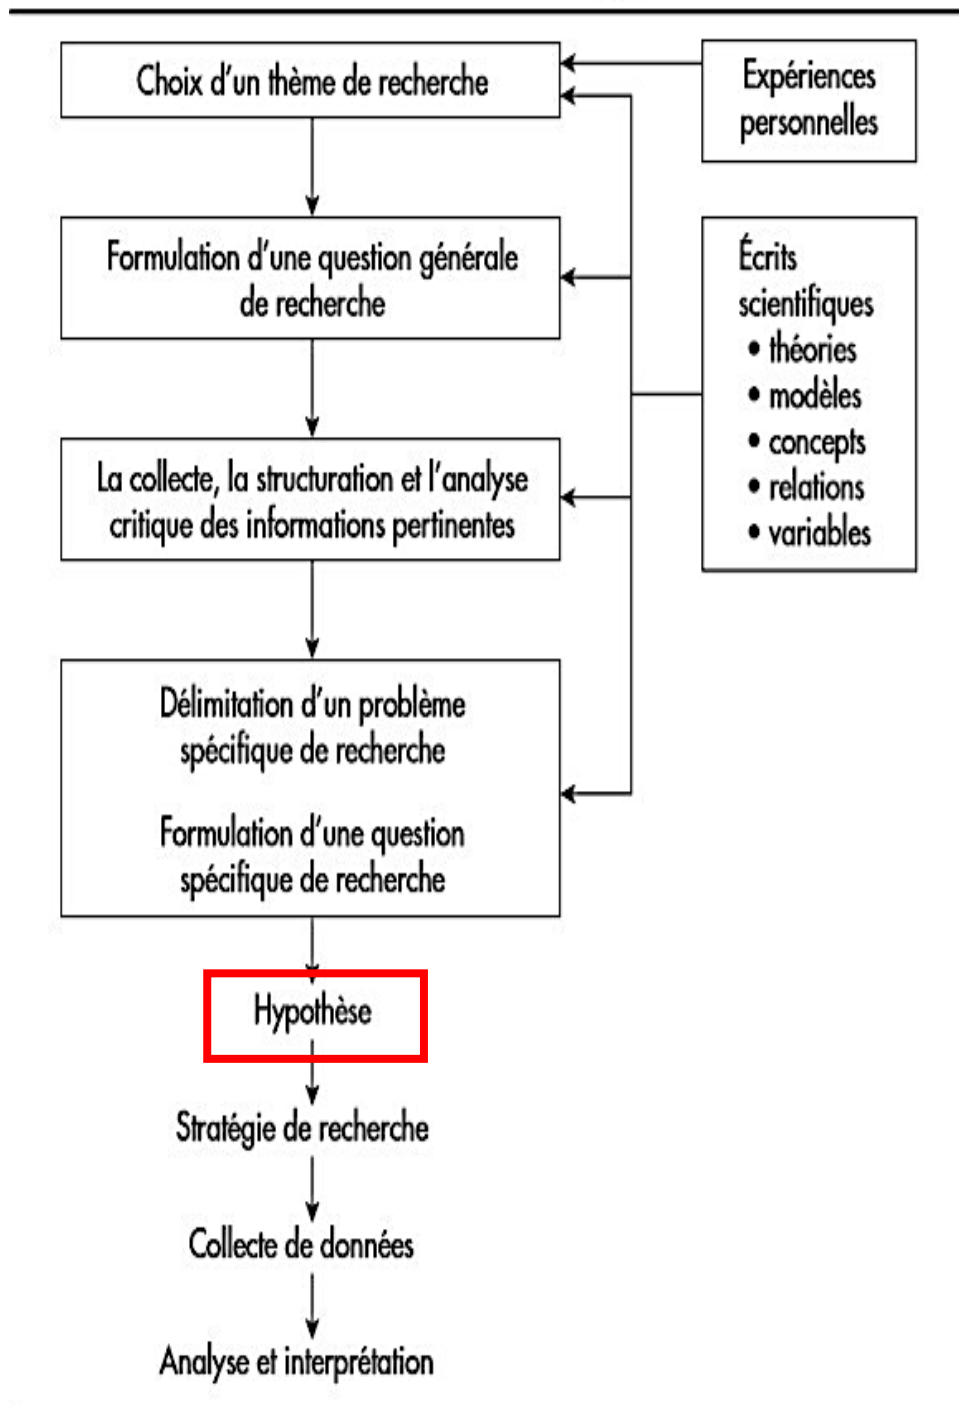 Choix d'un thème de recherche
Expériences
personnelles
Formulation d'une question générale
de recherche
Écrits
scientifiques
• théories
• modèles
• concepts
• relations
• variables
La collecte, la structuration et l'analyse
critique des informations pertinentes
Délimitation d'un problème
spécifique de recherche
Formulation d'une question
spécifique de recherche
Hypothèse
Stratégie de recherche
Collecte de données
Analyse et interprétation